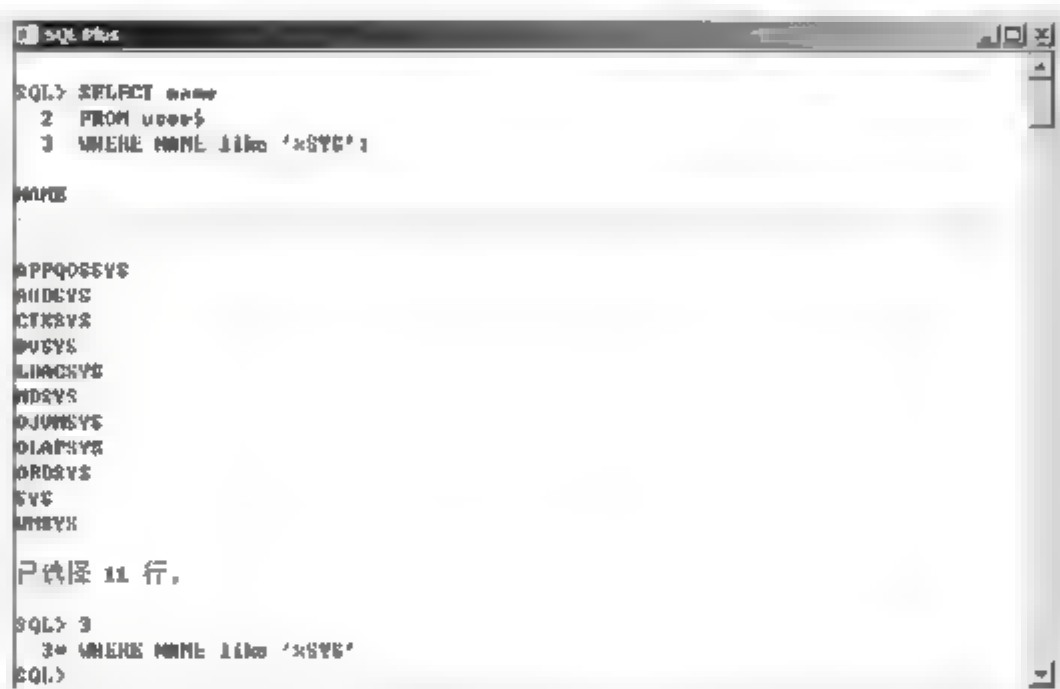 SQL Plus
SQL> SELECT name
2 FROM user$
3 WHERE NAME like '%SYS';
NAME
APPQOSSYS
AUDSYS
CTXSYS
DVSYS
LBACSYS
MDSYS
OJVMSYS
OLAPSYS
ORDSYS
SYS
WMSYS
已选择 11 行。
SQL> 3
3* WHERE NAME like '%SYS'
SQL>